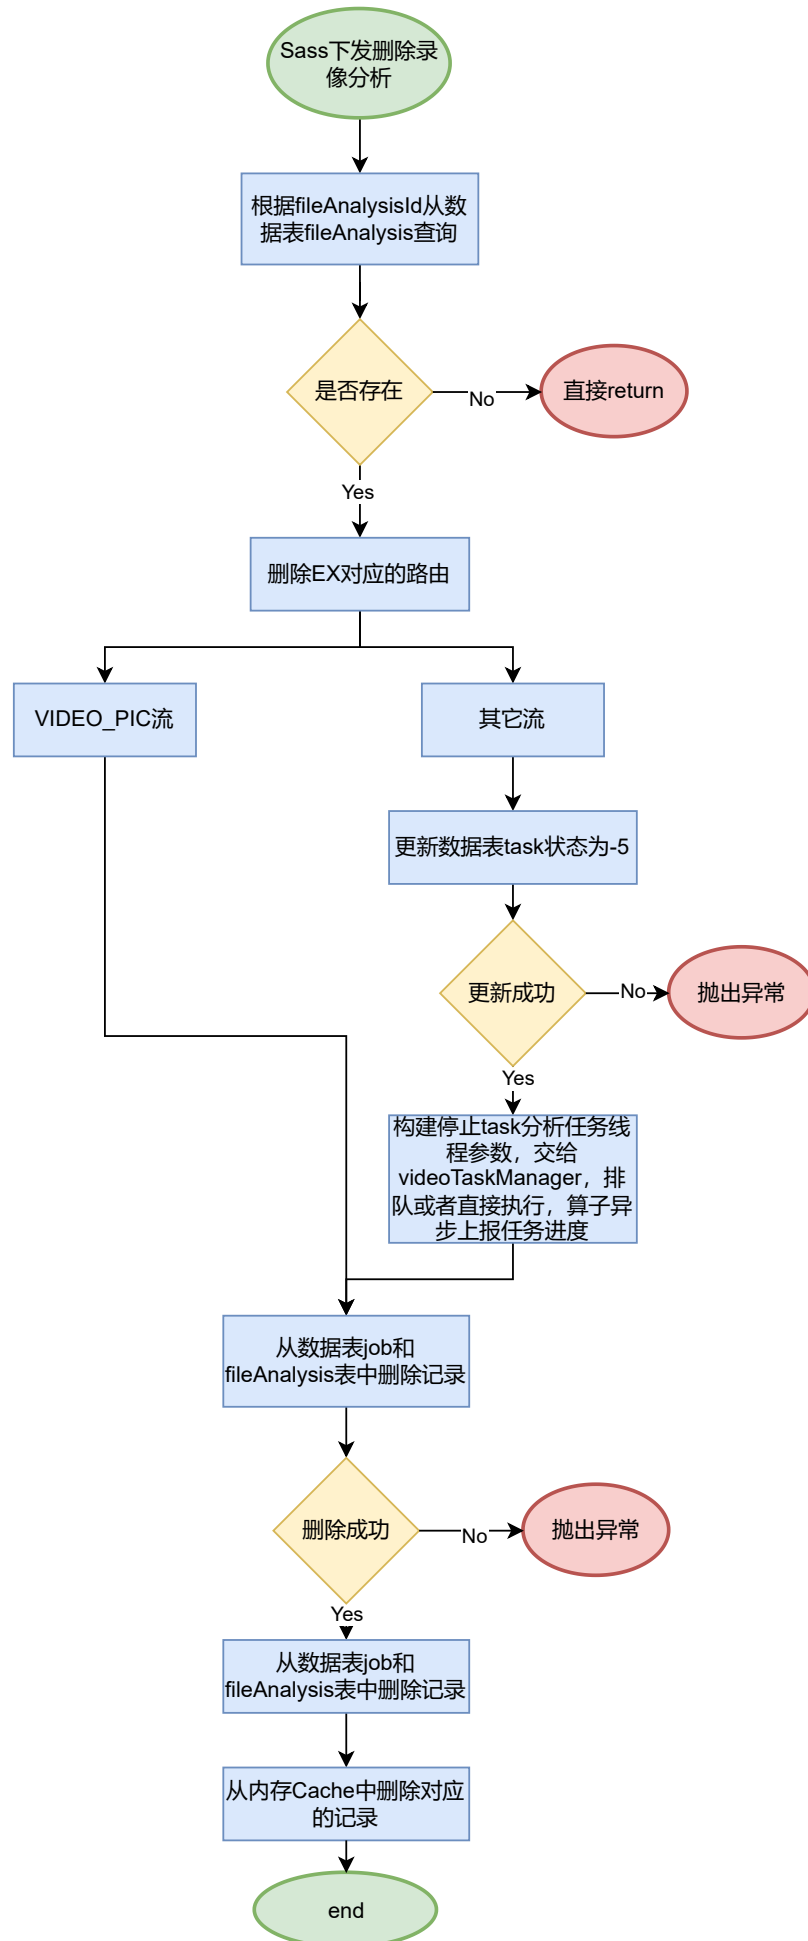 Sass下发删除录
像分析
根据fileAnalysisId从数
据表fileAnalysis查询
是否存在
No
直接return
Yes
删除EX对应的路由
VIDEO_PIC流
其它流
更新数据表task状态为-5
更新成功
No
抛出异常
Yes
构建停止task分析任务线
程参数，交给
videoTaskManager，排
队或者直接执行，算子异
步上报任务进度
从数据表job和
fileAnalysis表中删除记录
删除成功
No
抛出异常
Yes
从数据表job和
fileAnalysis表中删除记录
从内存Cache中删除对应
的记录
end